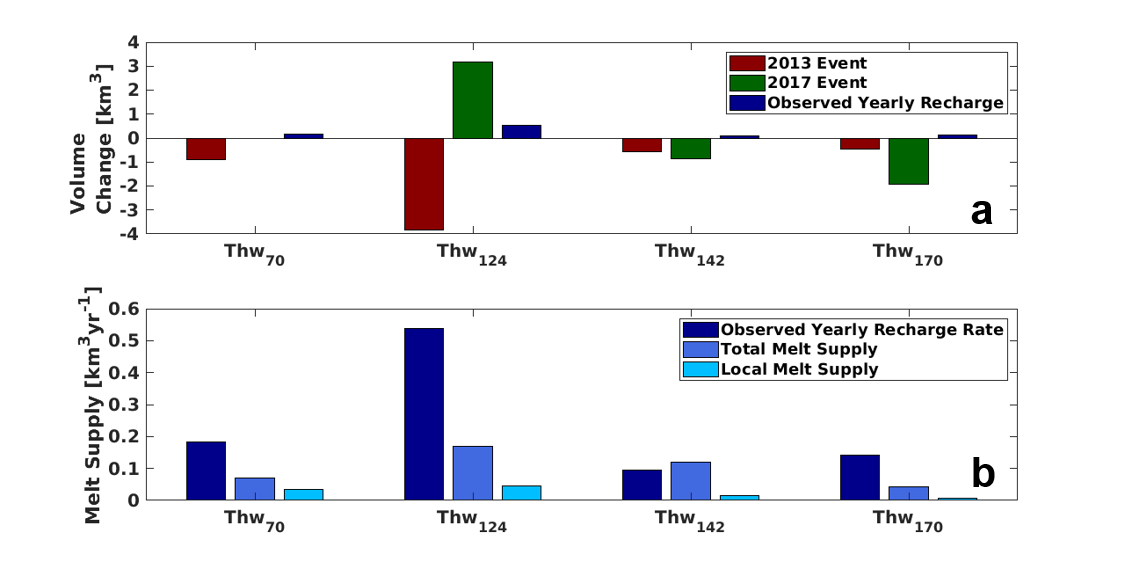 4
3
2
1
0
-1
-2
-3
-4
Volume
Change [km³]
2013 Event
2017 Event
Observed Yearly Recharge
a
Thw₇₀
Thw₁₂₄
Thw₁₄₂
Thw₁₇₀
0.6
0.5
0.4
0.3
0.2
0.1
0
Melt Supply [km³yr⁻¹]
Observed Yearly Recharge Rate
Total Melt Supply
Local Melt Supply
b
Thw₇₀
Thw₁₂₄
Thw₁₄₂
Thw₁₇₀